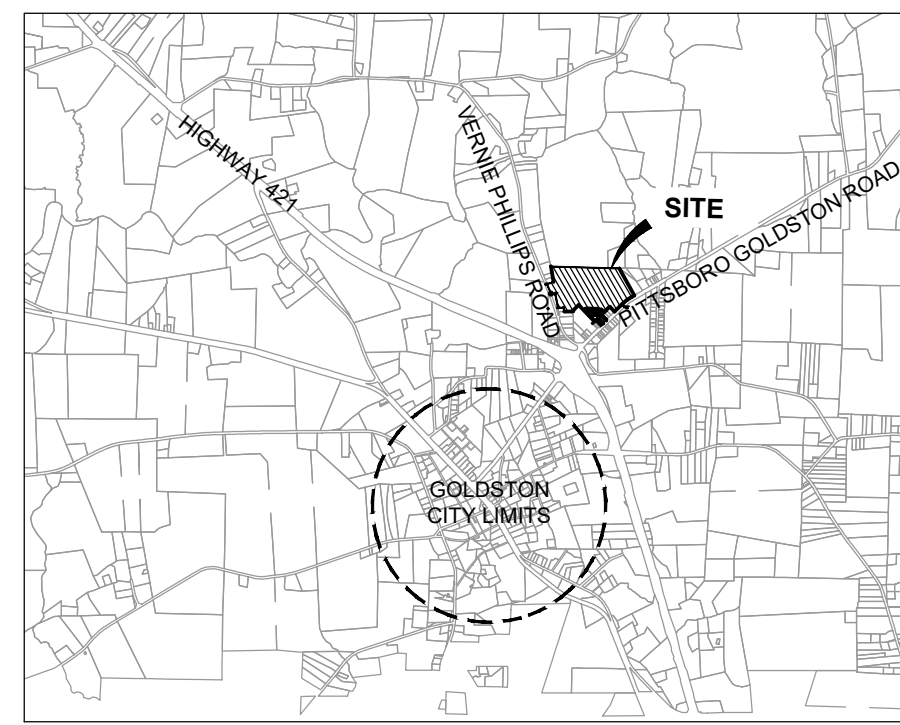 HIGHWAY 421
VERNIE PHILLIPS ROAD
SITE
PITTSBORO GOLDSTON ROAD
GOLDSTON
CITY LIMITS